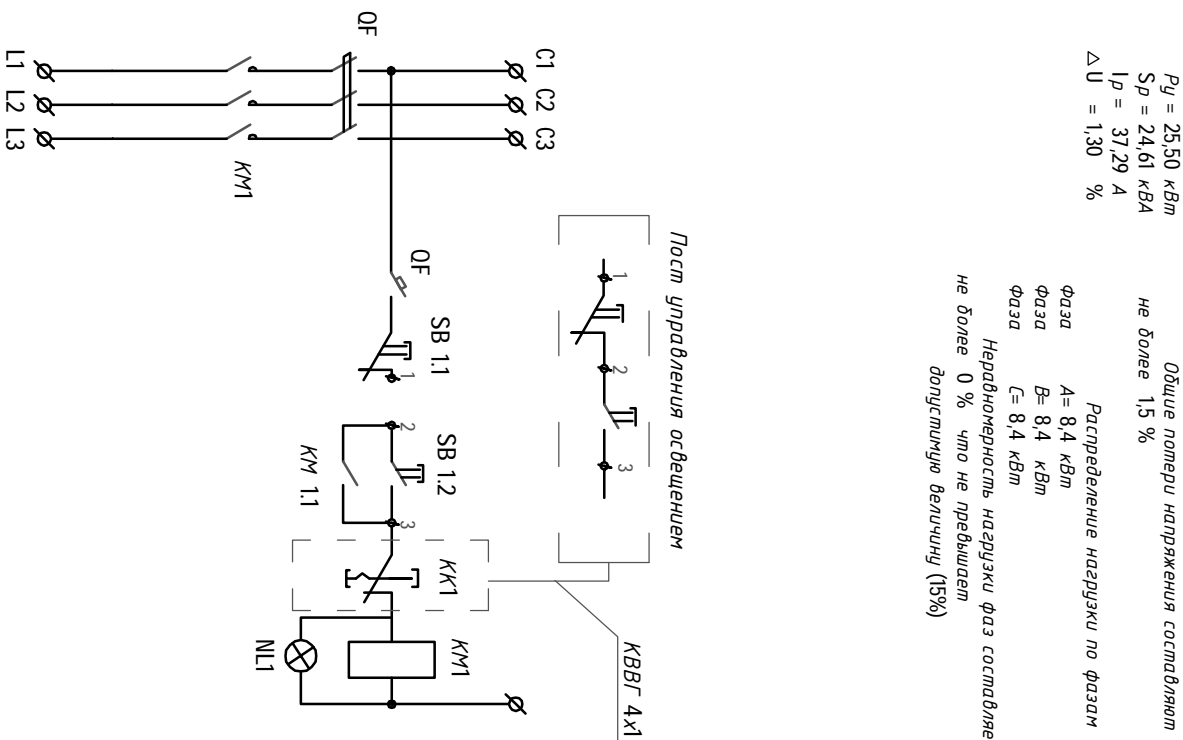 Ру = 25,50 кВт
Sр = 24,61 кВА
Iр = 37,29 А
△U = 1,30 %
Общие потери напряжения составляют
не более 1,5 %
Распределение нагрузки по фазам
Фаза А= 8,4 кВт
Фаза В= 8,4 кВт
Фаза С= 8,4 кВт
Неравномерность нагрузки фаз составляе
не более 0 % что не превышает
допустимую величину (15%)
Пост управления освещением
1
2
3
КВВГ 4х1
C1
C2
C3
QF
KM1
L1
L2
L3
QF
SB 1.1
1
2
SB 1.2
KM 1.1
3
KK1
KM1
NL1